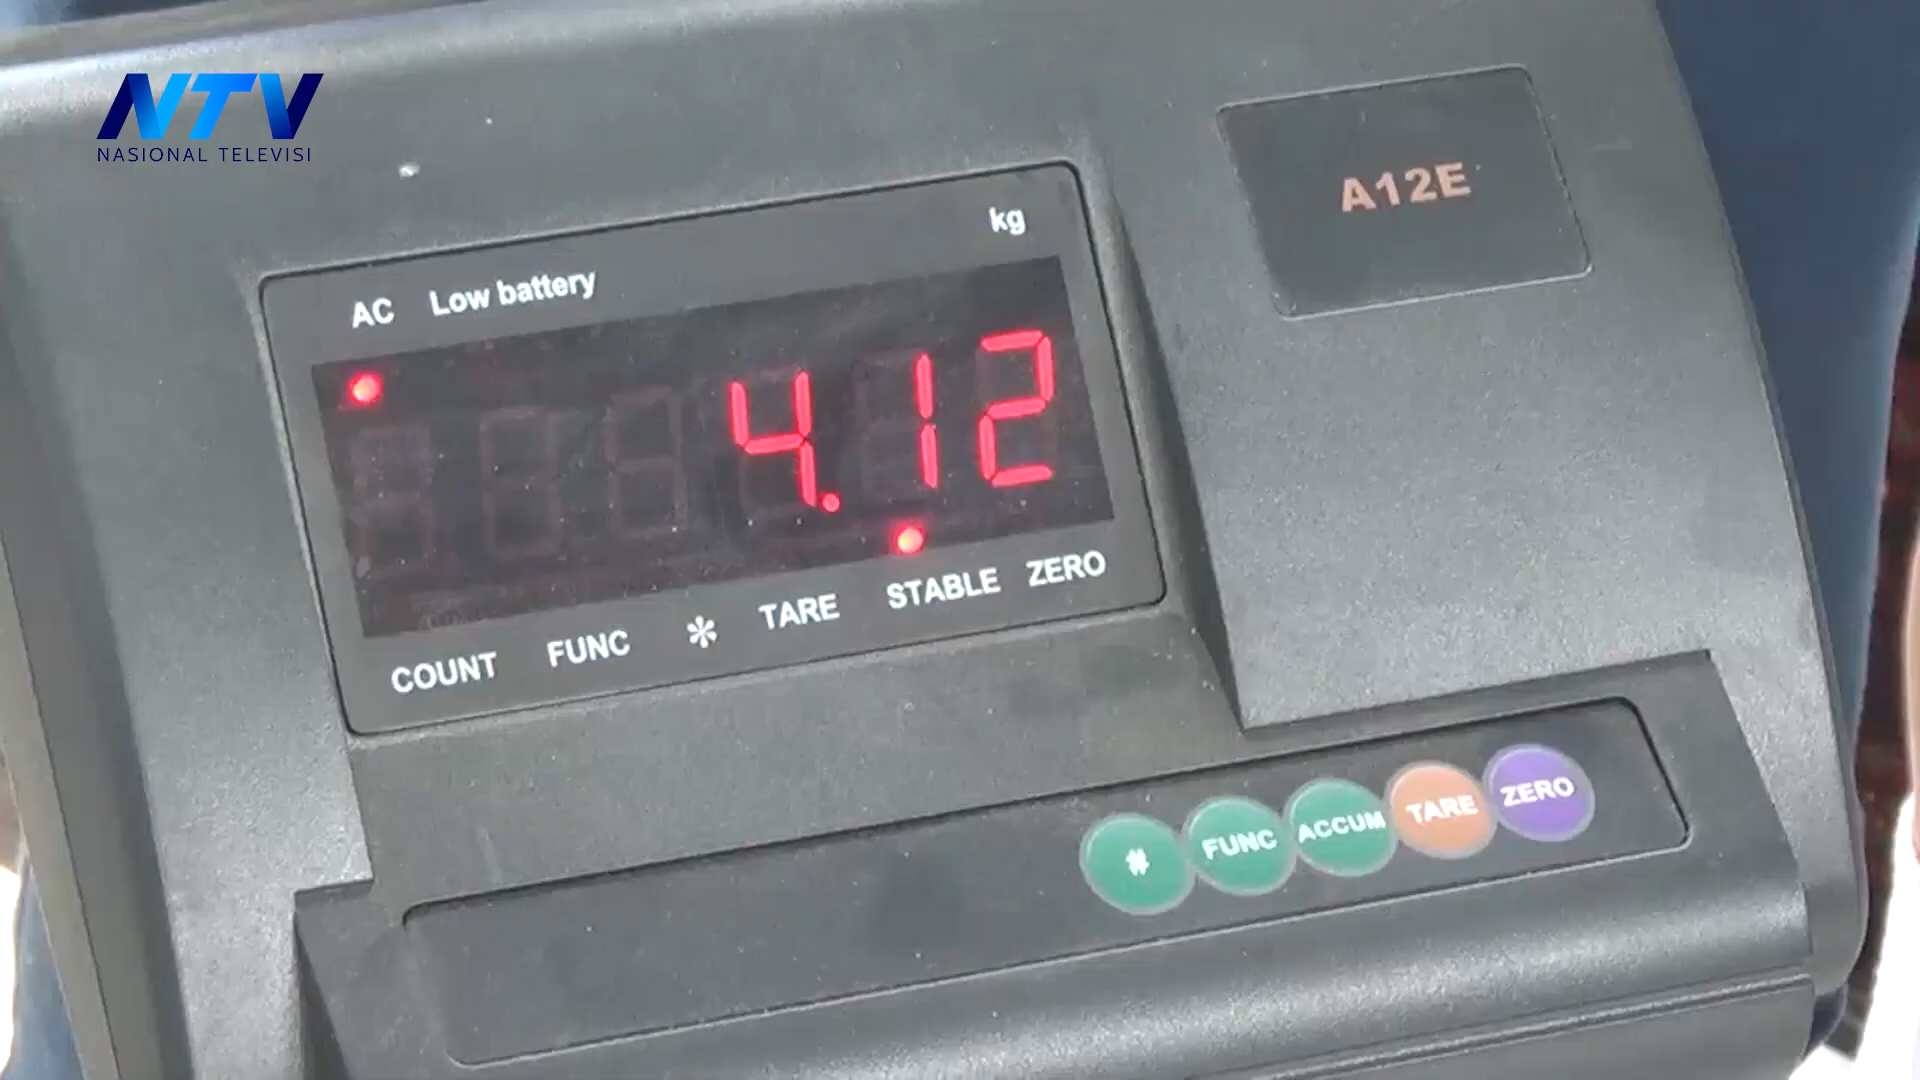 NTV
NASIONAL TELEVISI
A12E
kg
AC Low battery
4.12
COUNT FUNC * TARE STABLE ZERO
# FUNC ACCUM TARE ZERO